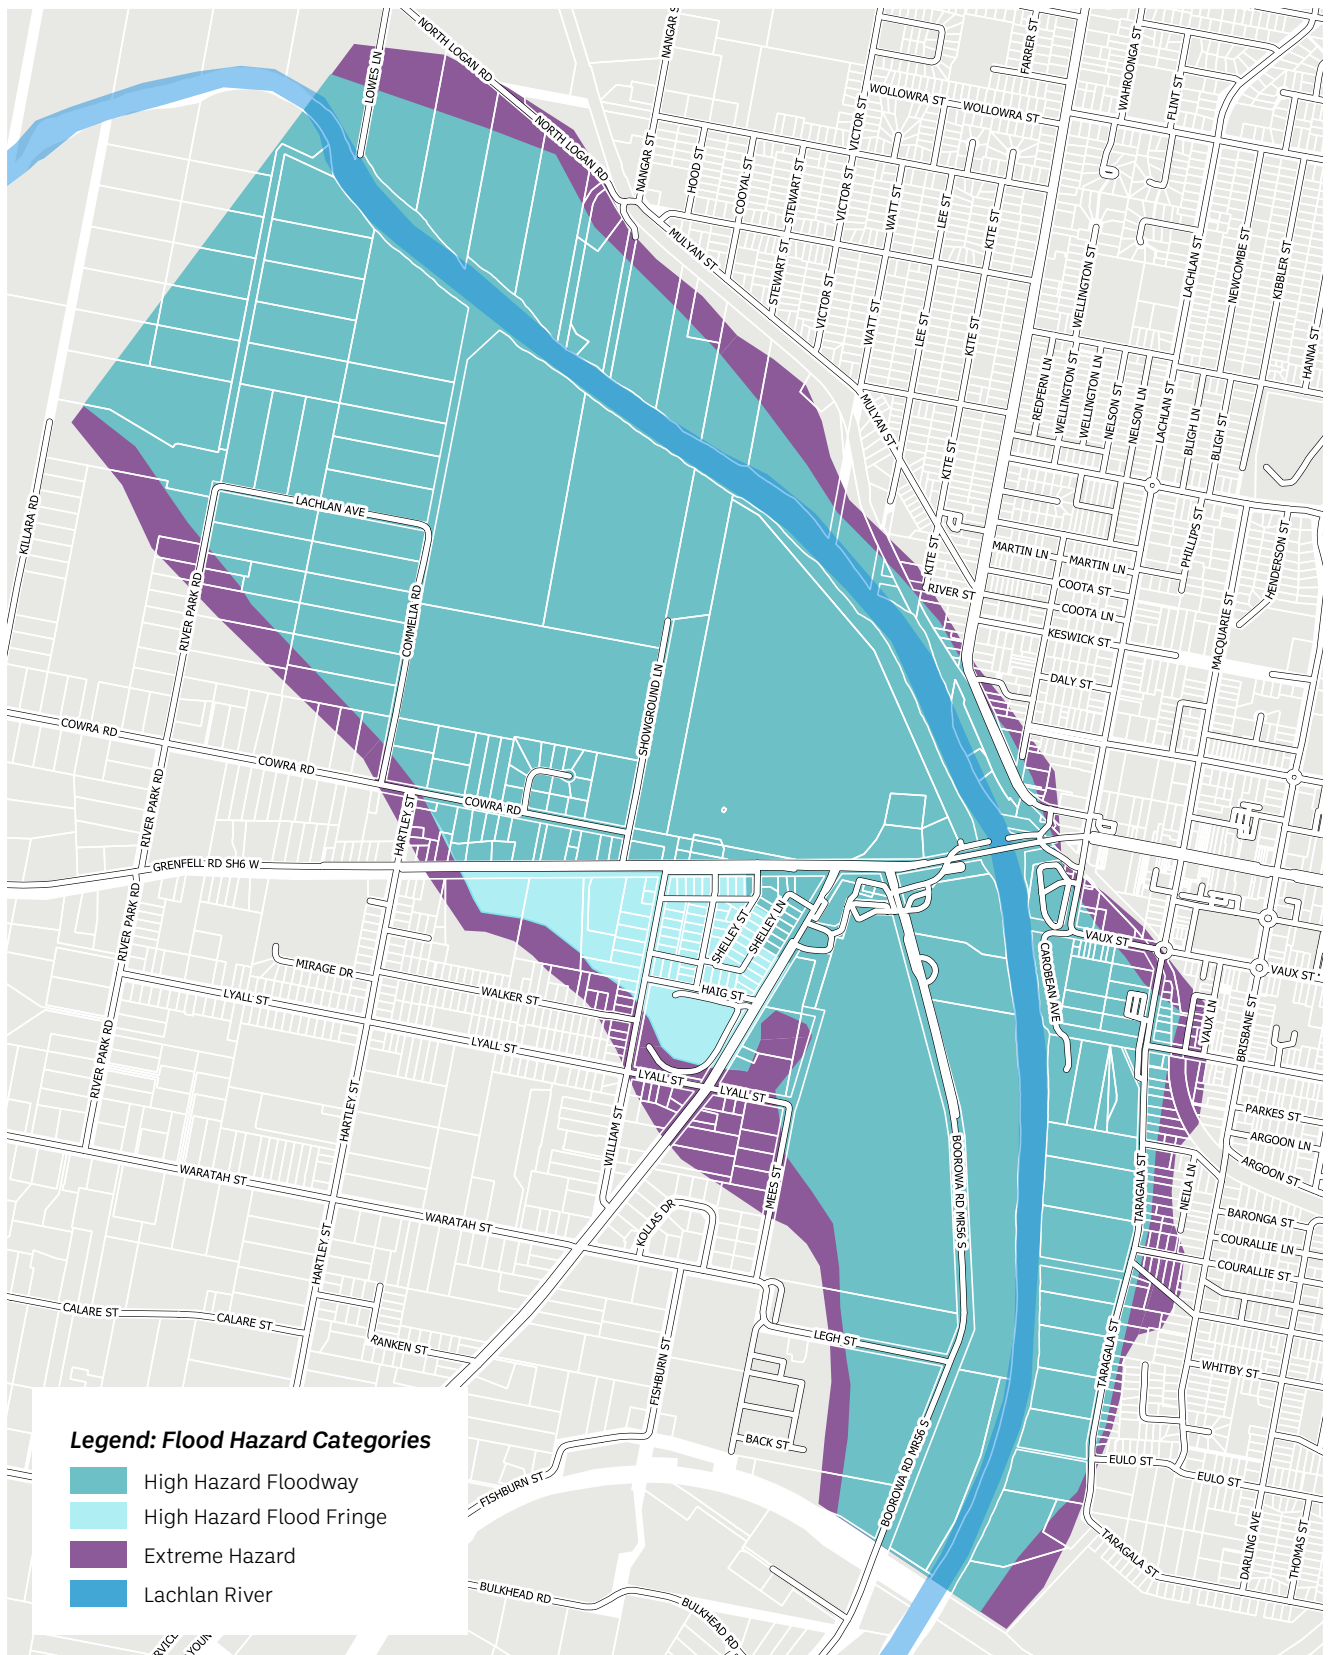 NORTH LOGAN RD
LOWES LN
NANGAR S
FARRER ST
WAHROONGA ST
FLINT ST
WOLLOWRA ST
WOLLOWRA ST
VICTOR ST
NORTH LOGAN RD
NANGAR ST
HOOD ST
COOYAL ST
STEWART ST
VICTOR ST
WATT ST
LEE ST
KITE ST
MULYAN ST
STEWART ST
VICTOR ST
WATT ST
LEE ST
KITE ST
WELLINGTON ST
LACHLAN ST
NEWCOMBE ST
KIBBLER ST
HANNA ST
REDFERN LN
WELLINGTON ST
WELLINGTON LN
NELSON ST
NELSON LN
LACHLAN ST
BLIGH LN
BLIGH ST
MULYAN ST
KITE ST
KILLARA RD
LACHLAN AVE
KITE ST
MARTIN LN
MARTIN LN
PHILLIPS ST
HENDERSON ST
RIVER ST
COOTA ST
COOTA LN
KESWICK ST
MACQUARIE ST
DALY ST
RIVER PARK RD
COMMELIA RD
SHOWGROUND LN
COWRA RD
COWRA RD
COWRA RD
RIVER PARK RD
HARTLEY ST
GRENFELL RD SH6 W
RIVER PARK RD
SHELLEY ST
SHELLEY LN
VAUX ST
VAUX ST
CAROBEAN AVE
MIRAGE DR
WALKER ST
HAIG ST
LYALL ST
LYALL ST
LYALL ST
LYALL ST
VAUX LN
BRISBANE ST
RIVER PARK RD
HARTLEY ST
WILLIAM ST
MEES ST
BOOROWA RD MR56 S
TARAGALA ST
NEILA LN
PARKES ST
ARGOON LN
ARGOON ST
WARATAH ST
WARATAH ST
KOLLAS DR
BARONGA ST
COURALLIE LN
COURALLIE ST
HARTLEY ST
CALARE ST
CALARE ST
RANKEN ST
FISHBURN ST
LEGH ST
TARAGALA ST
WHITBY ST
BACK ST
BOOROWA RD MR56 S
EULO ST
EULO ST
FISHBURN ST
TARAGALA ST
DARLING AVE
THOMAS ST
BULKHEAD RD
BULKHEAD RD
Legend: Flood Hazard Categories
High Hazard Floodway
High Hazard Flood Fringe
Extreme Hazard
Lachlan River
RVICE
YOUN